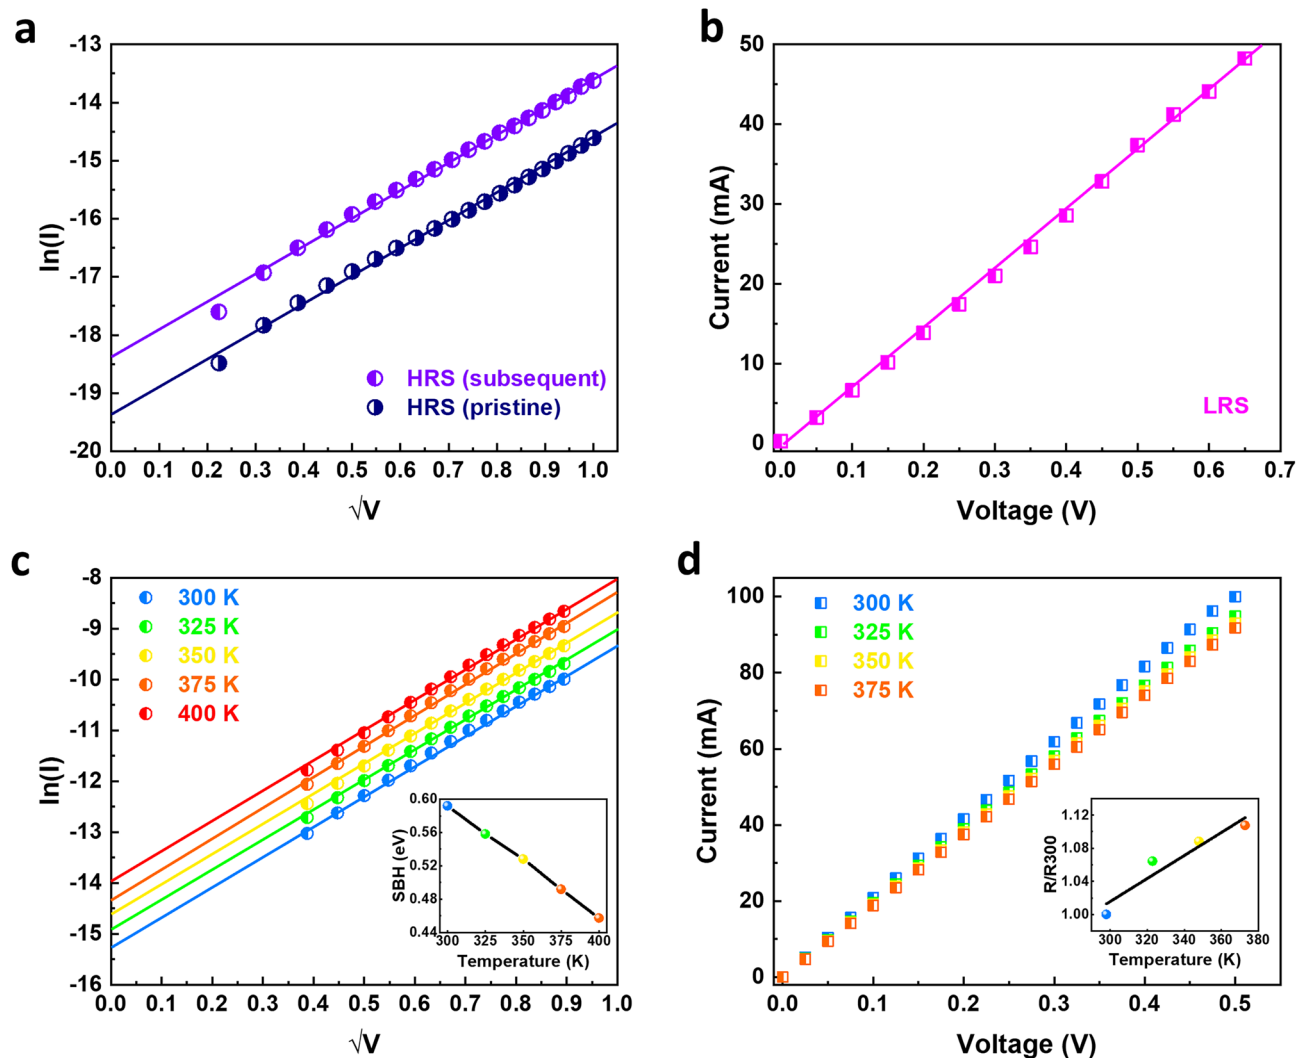 a
-13
-14
-15
-16
-17
-18
-19
-20
ln(I)
HRS (subsequent)
HRS (pristine)
0.0 0.1 0.2 0.3 0.4 0.5 0.6 0.7 0.8 0.9 1.0
√V
b
50
40
30
20
10
0
Current (mA)
LRS
0.0 0.1 0.2 0.3 0.4 0.5 0.6 0.7
Voltage (V)
c
-8
-9
-10
-11
-12
-13
-14
-15
-16
ln(I)
300 K
325 K
350 K
375 K
400 K
0.60
0.56
0.52
0.48
0.44
SBH (eV)
300 325 350 375 400
Temperature (K)
0.0 0.1 0.2 0.3 0.4 0.5 0.6 0.7 0.8 0.9 1.0
√V
d
100
80
60
40
20
0
Current (mA)
300 K
325 K
350 K
375 K
1.12
1.08
1.04
1.00
R/R300
300 320 340 360 380
Temperature (K)
0.0 0.1 0.2 0.3 0.4 0.5
Voltage (V)